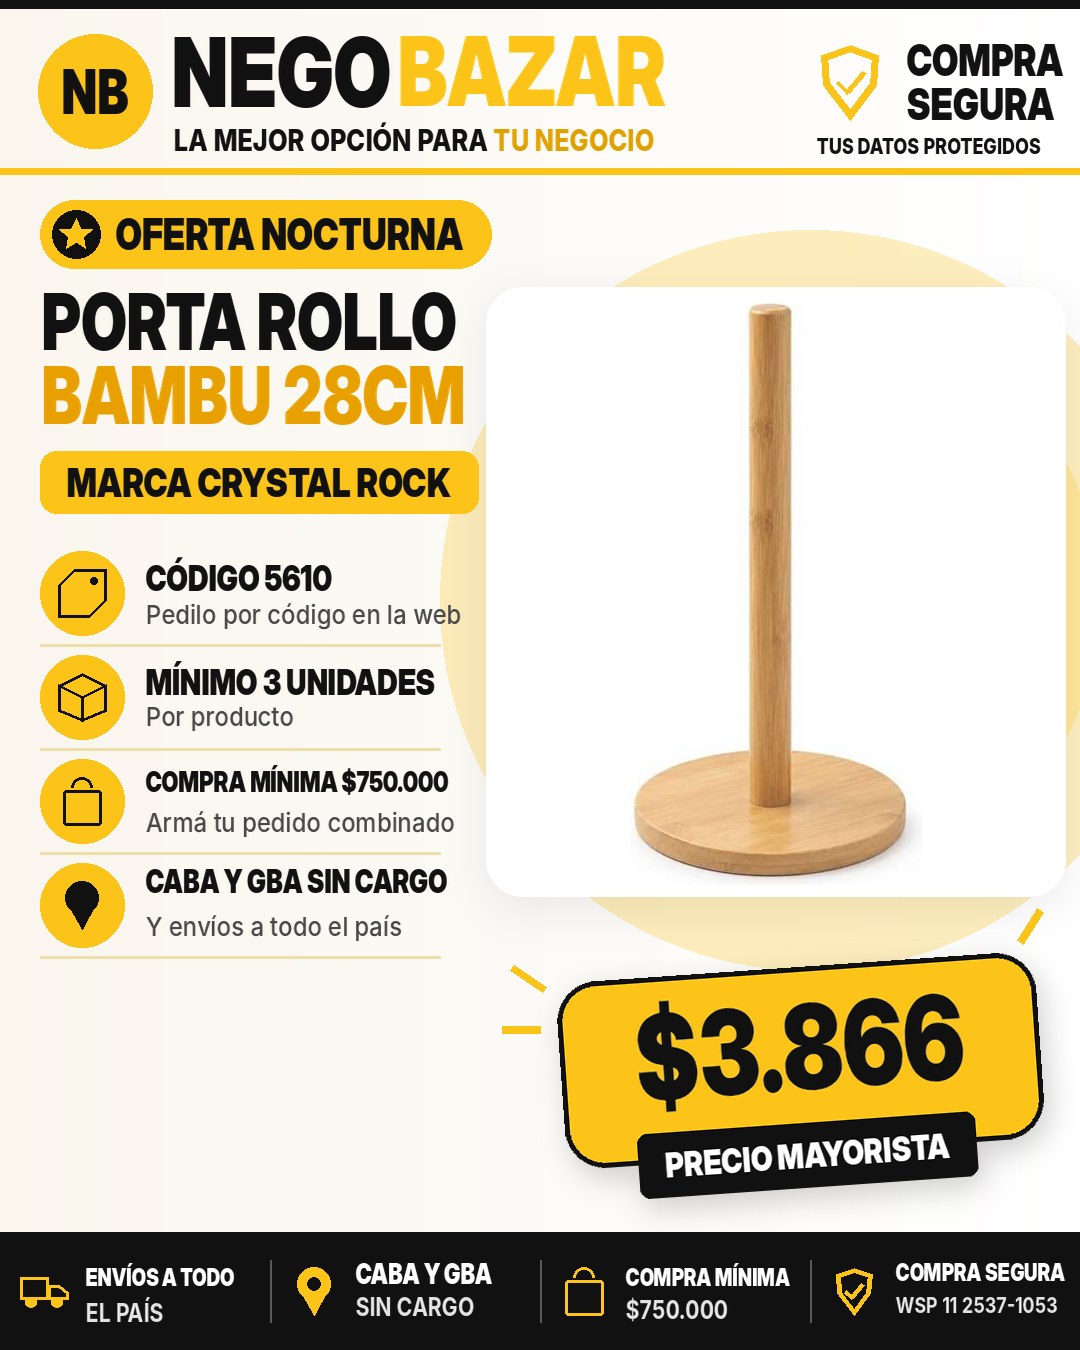 NB
NEGOBAZAR
LA MEJOR OPCIÓN PARA TU NEGOCIO
COMPRA
SEGURA
TUS DATOS PROTEGIDOS
OFERTA NOCTURNA
PORTA ROLLO
BAMBU 28CM
MARCA CRYSTAL ROCK
CÓDIGO 5610
Pedilo por código en la web
MÍNIMO 3 UNIDADES
Por producto
COMPRA MÍNIMA $750.000
Armá tu pedido combinado
CABA Y GBA SIN CARGO
Y envíos a todo el país
$3.866
PRECIO MAYORISTA
ENVÍOS A TODO
EL PAÍS
CABA Y GBA
SIN CARGO
COMPRA MÍNIMA
$750.000
COMPRA SEGURA
WSP 11 2537-1053